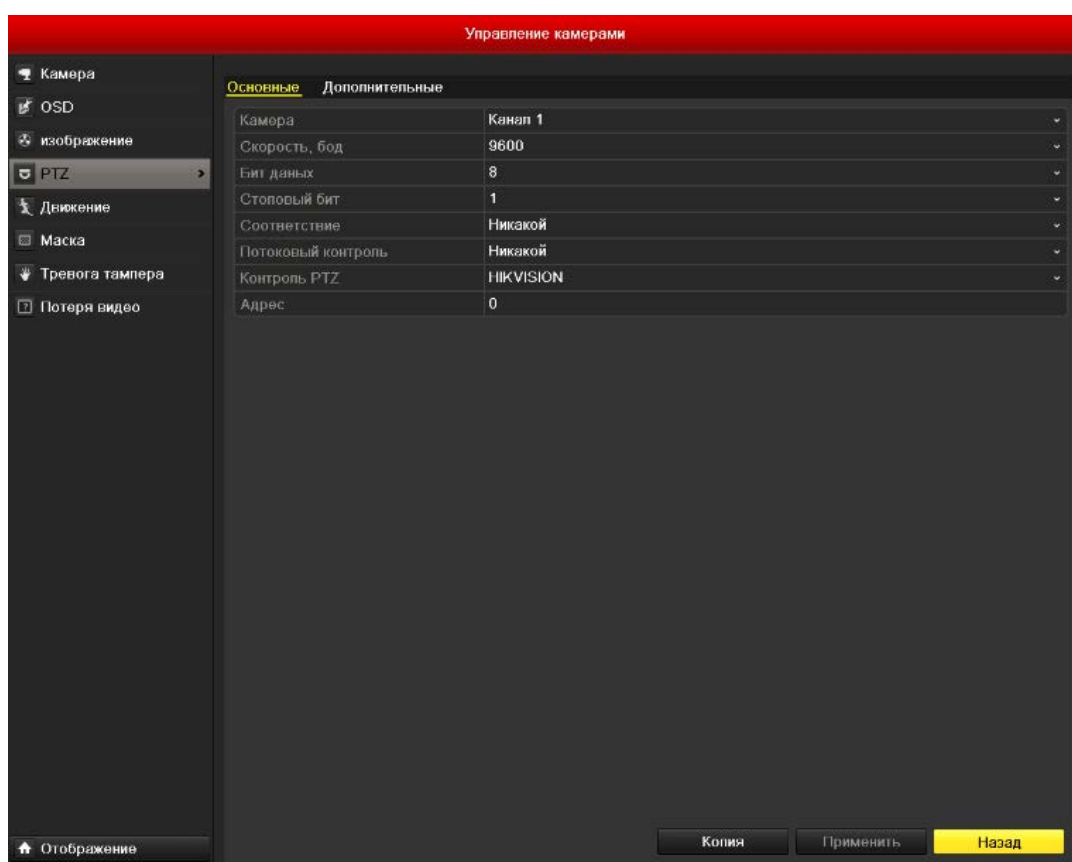 Управление камерами
Камера
OSD
изображение
PTZ
Движение
Маска
Тревога тампера
Потеря видео
Отображение
Основные Дополнительные
Камера Канал 1
Скорость, бод 9600
Бит даных 8
Стоповый бит 1
Соответствие Никакой
Потоковый контроль Никакой
Контроль PTZ HIKVISION
Адрес 0
Копия Применить Назад